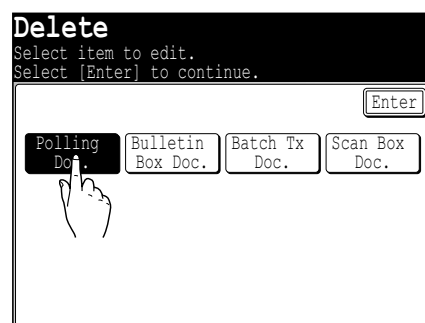 Delete
Select item to edit.
Select [Enter] to continue.
Enter
Polling Doc.
Bulletin Box Doc.
Batch Tx Doc.
Scan Box Doc.